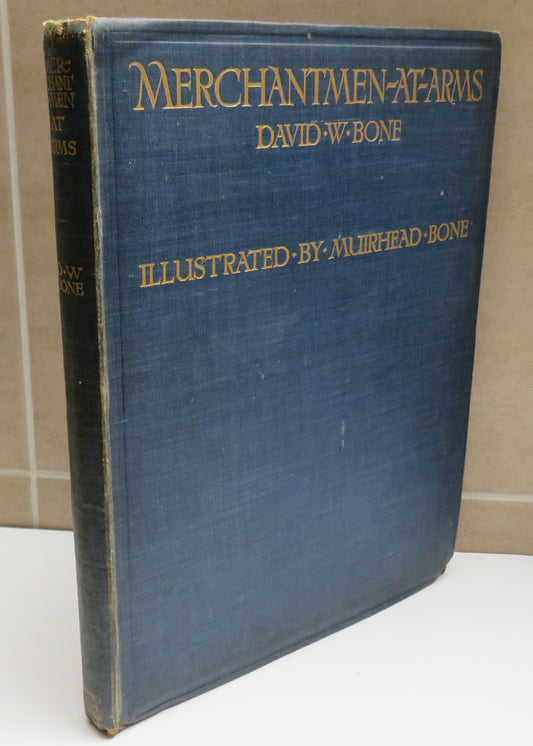 MERCHANTMEN-AT-ARMS
DAVID·W·BONE
ILLUSTRATED·BY·MUIRHEAD·BONE
MER-
CHANT
MEN
AT
ARMS
D·W
BONE